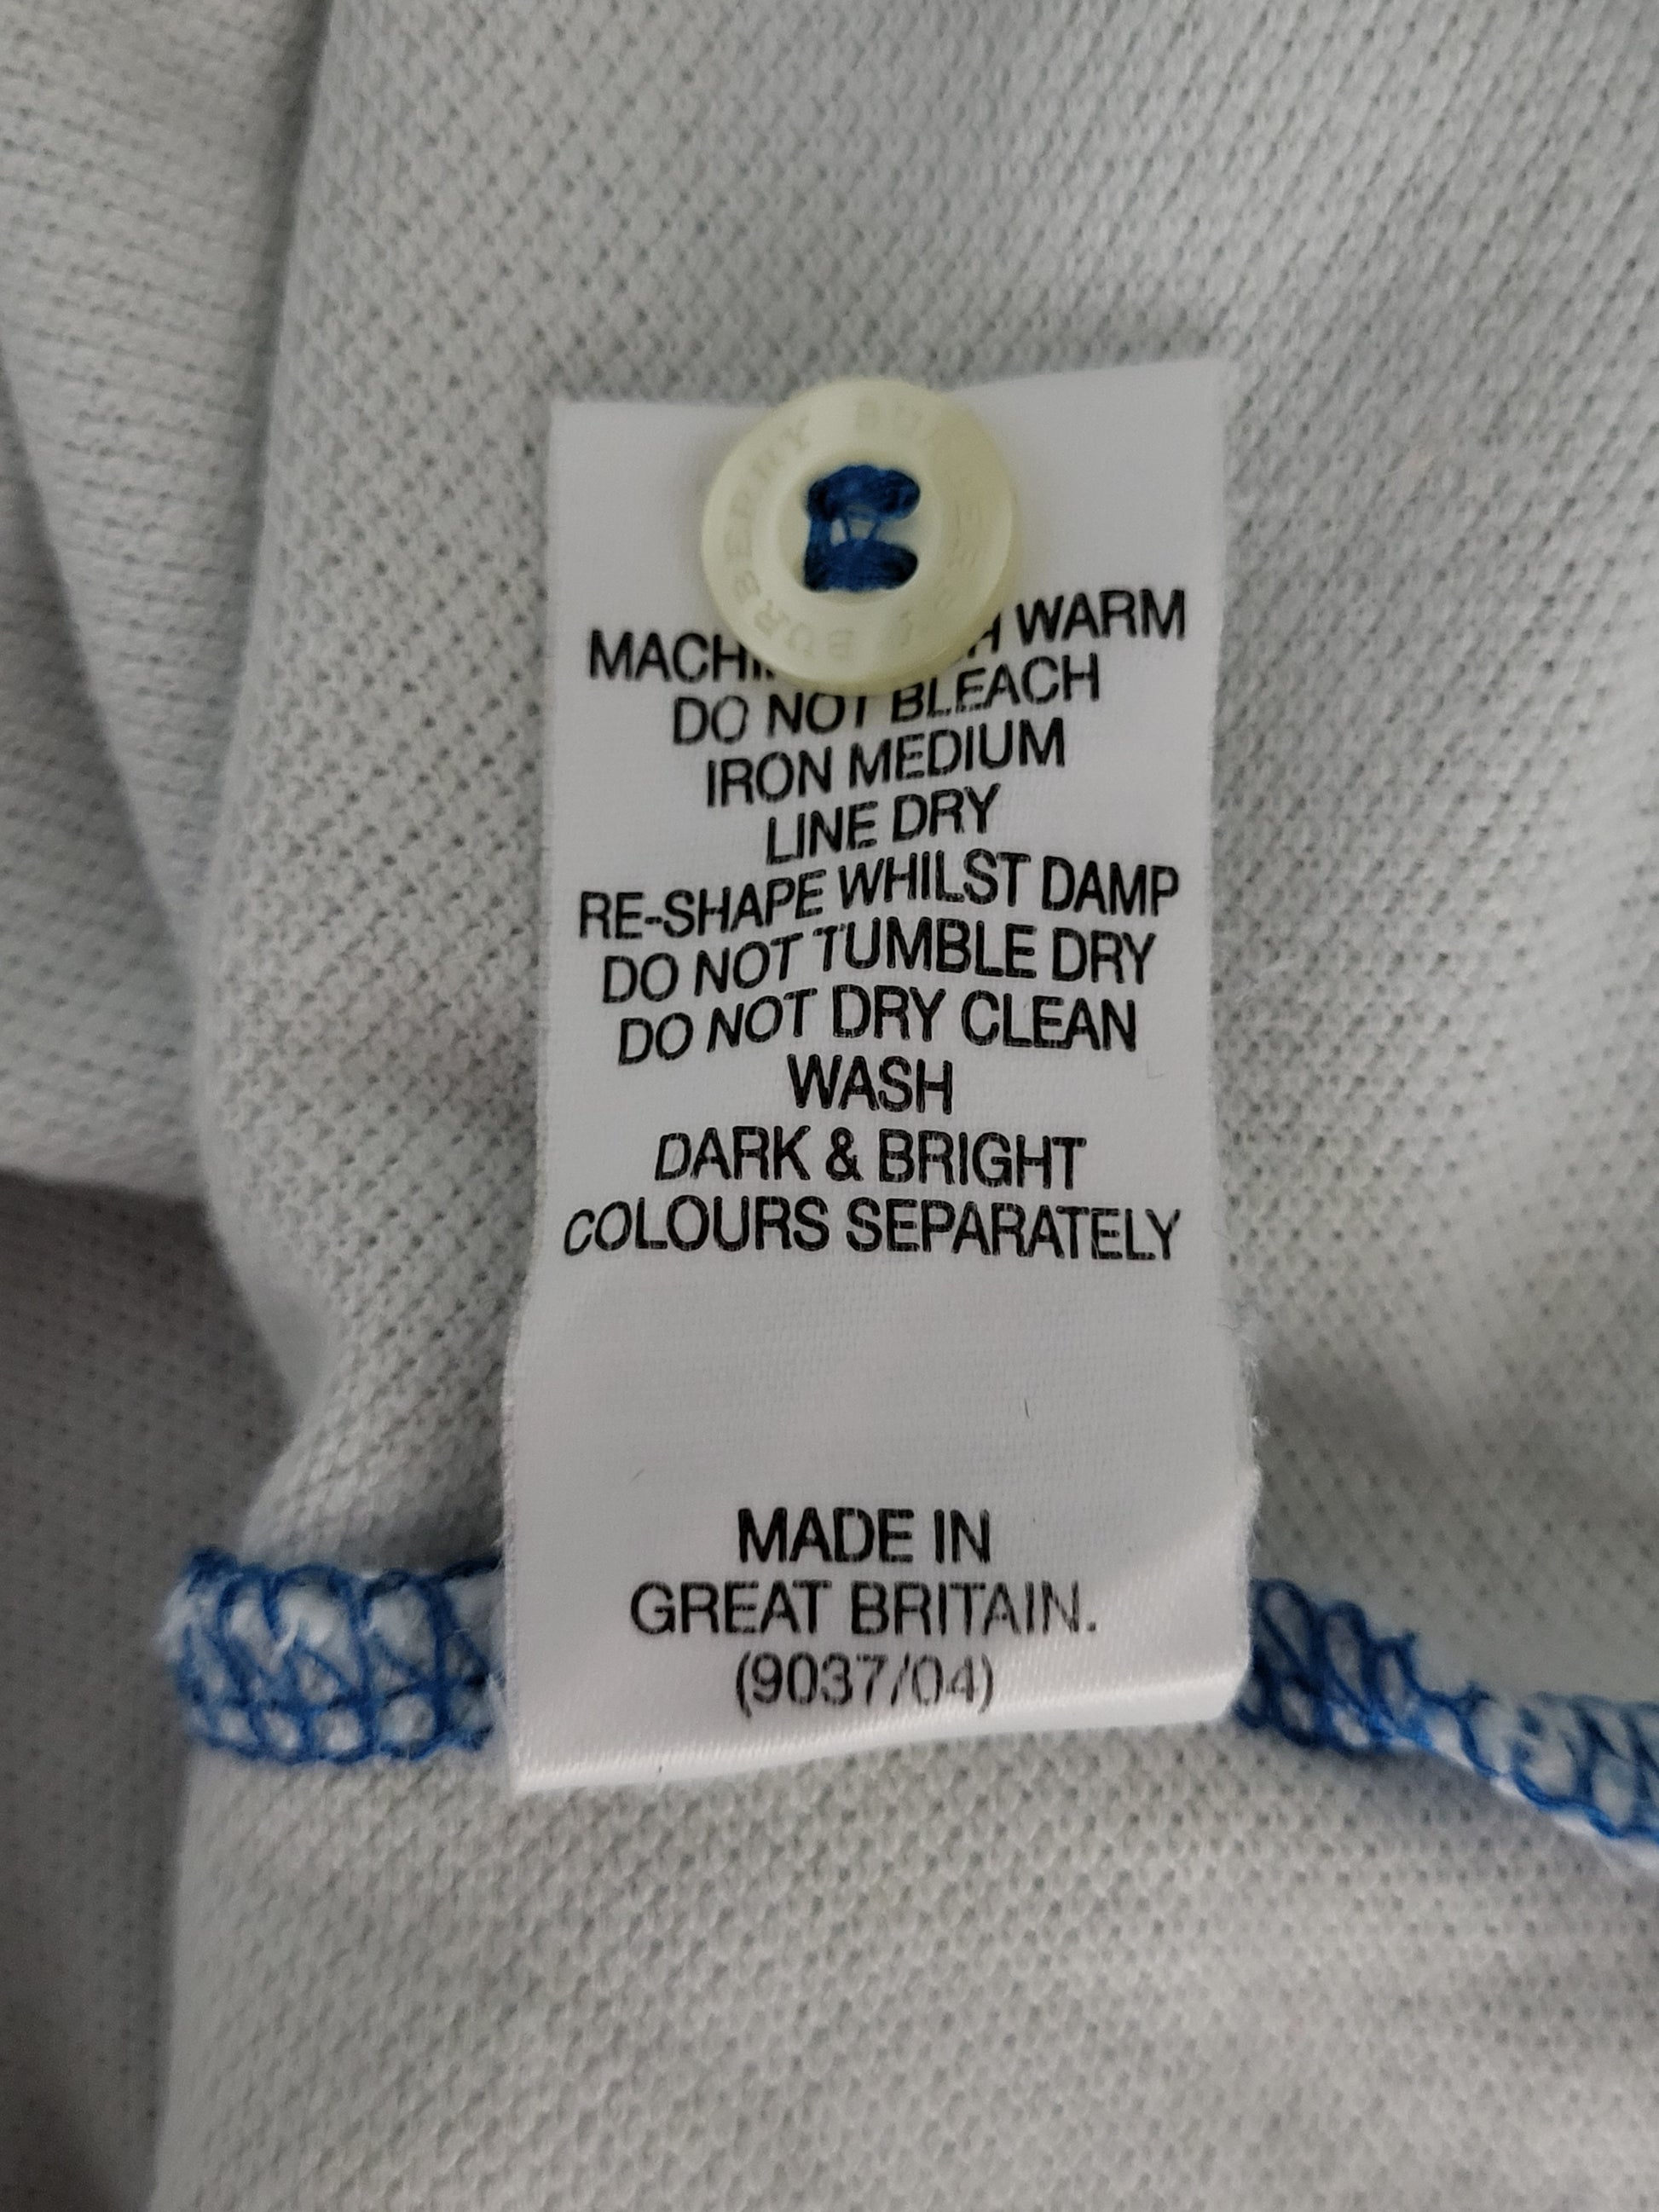 BURBERRY
WARM
DO NOT BLEACH
IRON MEDIUM
LINE DRY
RE-SHAPE WHILST DAMP
DO NOT TUMBLE DRY
DO NOT DRY CLEAN
WASH
DARK & BRIGHT
COLOURS SEPARATELY
MADE IN
GREAT BRITAIN.
(9037/04)